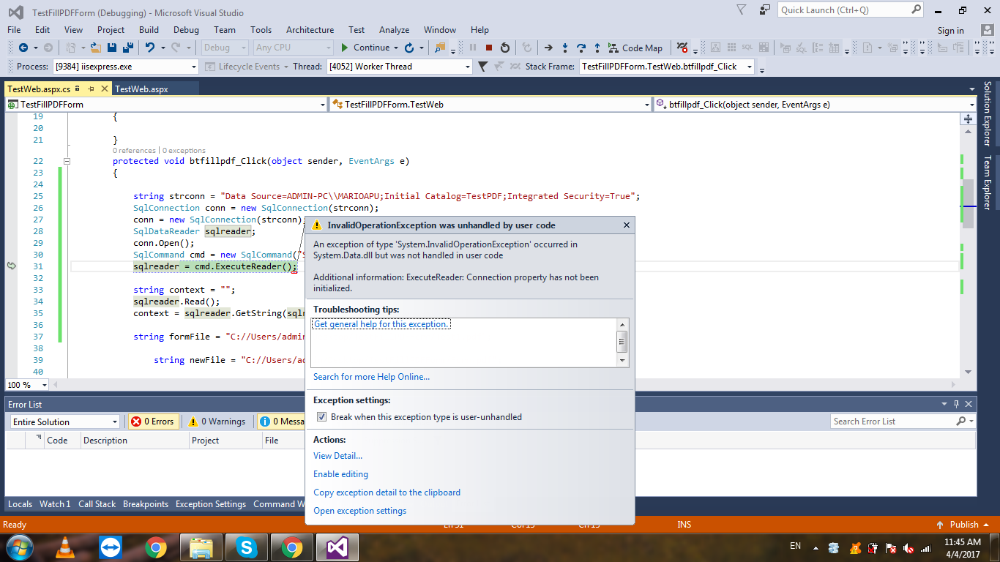 TestFillPDFForm (Debugging) - Microsoft Visual Studio
Quick Launch (Ctrl+Q)
File Edit View Project Build Debug Team Tools Architecture Test Analyze Window Help
Sign in
Debug Any CPU Continue Code Map SQL
Process: [9384] iisexpress.exe Lifecycle Events Thread: [4052] Worker Thread Stack Frame: TestFillPDFForm.TestWeb.btfillpdf_Click
TestWeb.aspx.cs TestWeb.aspx
TestFillPDFForm TestFillPDFForm.TestWeb btfillpdf_Click(object sender, EventArgs e)
Solution Explorer
Team Explorer
19 {
20
21 }
0 references | 0 exceptions
22 protected void btfillpdf_Click(object sender, EventArgs e)
23 {
24
25 string strconn = "Data Source=ADMIN-PC\\MARIOAPU;Initial Catalog=TestPDF;Integrated Security=True";
26 SqlConnection conn = new SqlConnection(strconn);
27 conn = new SqlConnection(strconn);
28 SqlDataReader sqlreader;
29 conn.Open();
30 SqlCommand cmd = new SqlCommand("S
31 sqlreader = cmd.ExecuteReader();
32
33 string context = "";
34 sqlreader.Read();
35 context = sqlreader.GetString(sqlr
36
37 string formFile = "C://Users/admin
38
39 string newFile = "C://Users/ad
40
100 %
InvalidOperationException was unhandled by user code
An exception of type 'System.InvalidOperationException' occurred in
System.Data.dll but was not handled in user code
Additional information: ExecuteReader: Connection property has not been
initialized.
Troubleshooting tips:
Get general help for this exception.
Search for more Help Online...
Exception settings:
Break when this exception type is user-unhandled
Actions:
View Detail...
Enable editing
Copy exception detail to the clipboard
Open exception settings
Error List
Entire Solution 0 Errors 0 Warnings 0 Messa
Search Error List
Code Description Project File
Locals Watch 1 Call Stack Breakpoints Exception Settings Command W
Ready
INS
Publish
EN
11:45 AM
4/4/2017